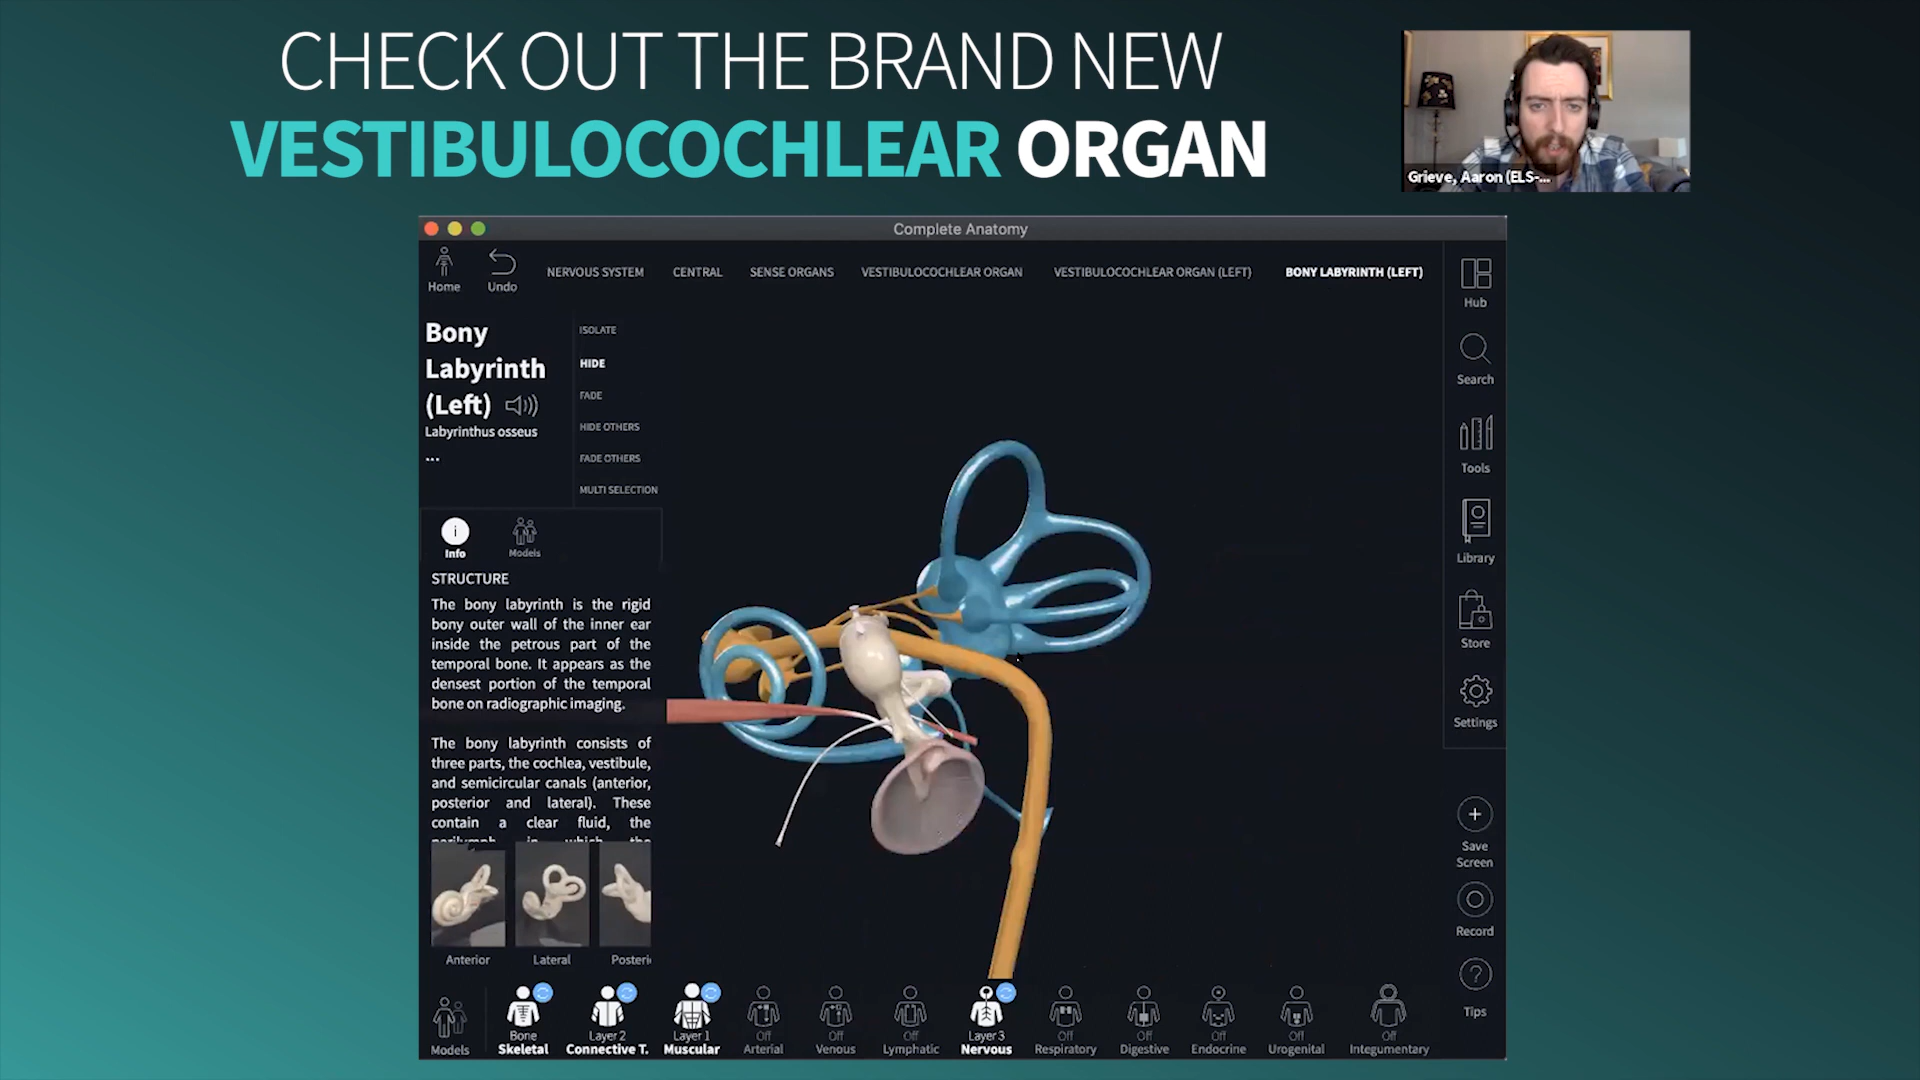 CHECK OUT THE BRAND NEW
VESTIBULOCOCHLEAR ORGAN
Grieve, Aaron (ELS-...
Complete Anatomy
Home
Undo
NERVOUS SYSTEM
CENTRAL
SENSE ORGANS
VESTIBULOCOCHLEAR ORGAN
VESTIBULOCOCHLEAR ORGAN (LEFT)
BONY LABYRINTH (LEFT)
Bony
Labyrinth
(Left)
Labyrinthus osseus
...
ISOLATE
HIDE
FADE
HIDE OTHERS
FADE OTHERS
MULTI SELECTION
i
Info
Models
STRUCTURE
The bony labyrinth is the rigid
bony outer wall of the inner ear
inside the petrous part of the
temporal bone. It appears as the
densest portion of the temporal
bone on radiographic imaging.
The bony labyrinth consists of
three parts, the cochlea, vestibule,
and semicircular canals (anterior,
posterior and lateral). These
contain a clear fluid, the
perilymph in which the
Anterior
Lateral
Posteri
Hub
Search
Tools
Library
Store
Settings
Save
Screen
Record
?
Tips
Models
Bone
Skeletal
Layer 2
Connective T.
Layer 1
Muscular
Off
Arterial
Off
Venous
Off
Lymphatic
Layer 3
Nervous
Off
Respiratory
Off
Digestive
Off
Endocrine
Off
Urogenital
Off
Integumentary